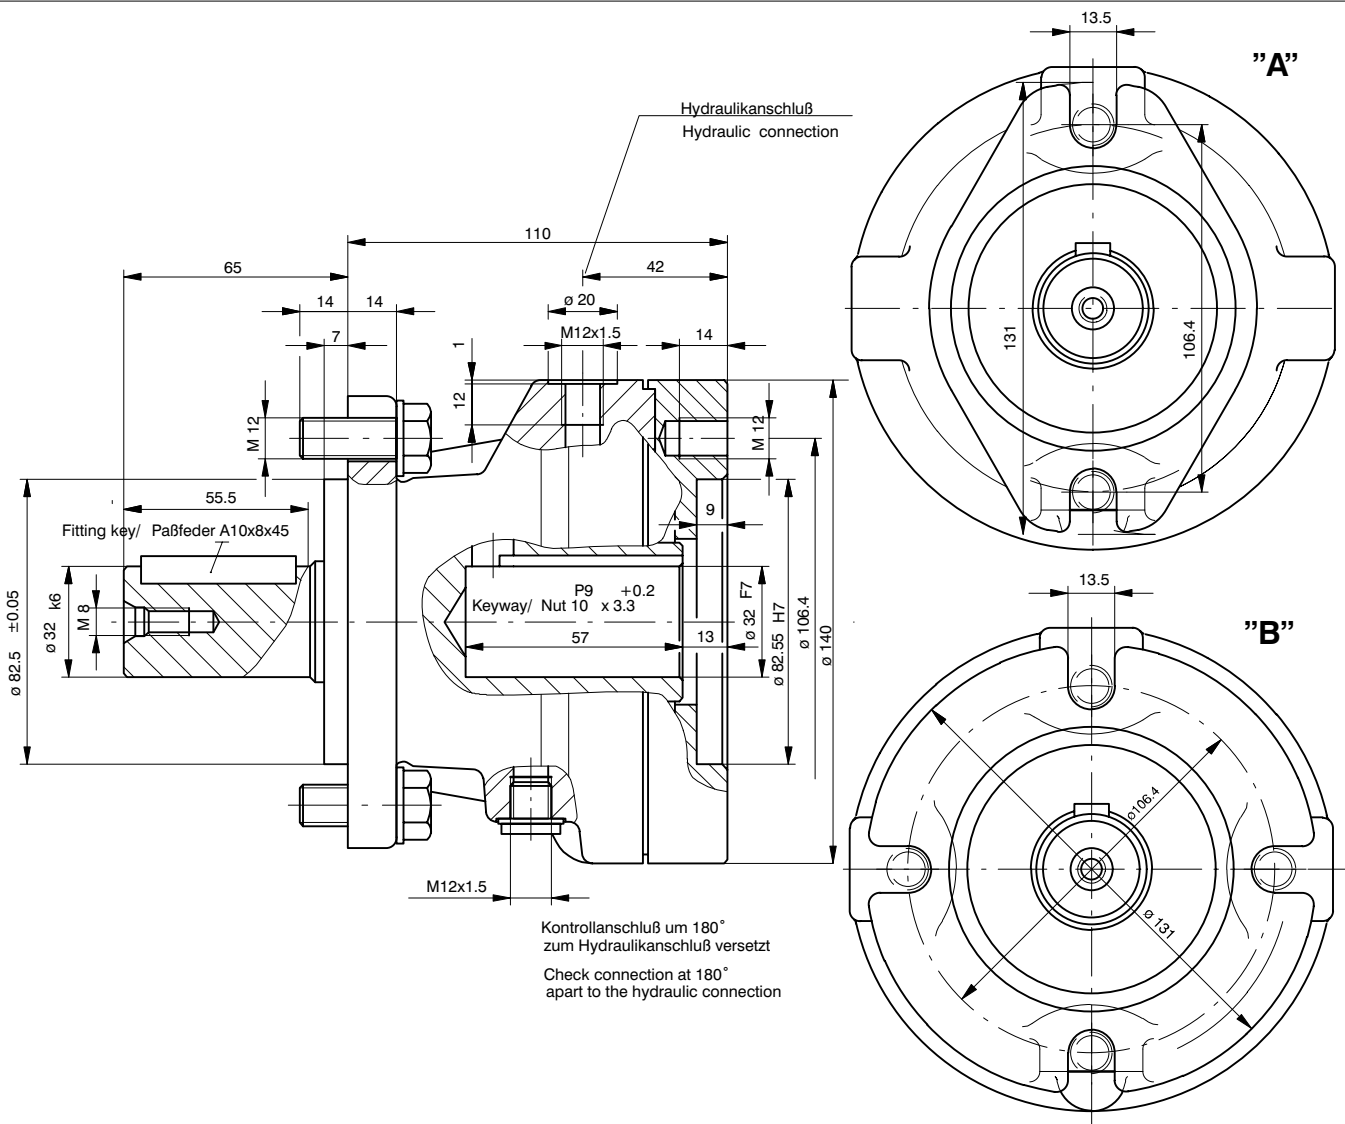 13.5
”A”
Hydraulikanschluß
Hydraulic connection
110
65
42
14
14
ø 20
7
M12x1.5
14
1
12
M 12
M 12
131
106.4
55.5
9
Fitting key/ Paßfeder A10x8x45
P9 +0.2
Keyway/ Nut 10 x 3.3
57
13
ø 82.5 ±0.05
ø 32 k6
M 8
ø 32 F7
ø 82.55 H7
ø 106.4
ø 140
13.5
”B”
ø106.4
ø 131
M12x1.5
Kontrollanschluß um 180°
zum Hydraulikanschluß versetzt
Check connection at 180°
apart to the hydraulic connection